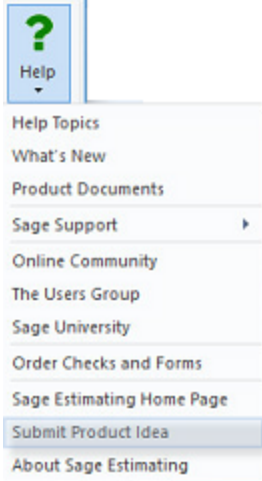 Help
Help Topics
What's New
Product Documents
Sage Support
Online Community
The Users Group
Sage University
Order Checks and Forms
Sage Estimating Home Page
Submit Product Idea
About Sage Estimating